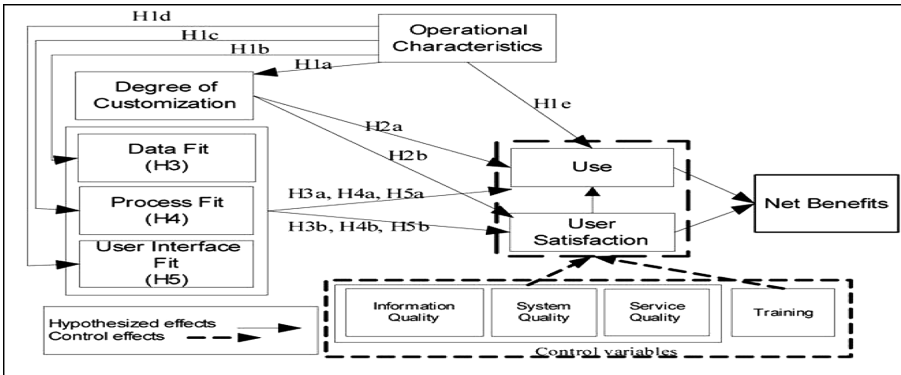 H1d
H1c
H1b
H1a
Operational
Characteristics
H1e
Degree of
Customization
H2a
H2b
Data Fit
(H3)
Process Fit
(H4)
User Interface
Fit
(H5)
H3a, H4a, H5a
H3b, H4b, H5b
Use
User
Satisfaction
Net Benefits
Information
Quality
System
Quality
Service
Quality
Training
Control variables
Hypothesized effects
Control effects